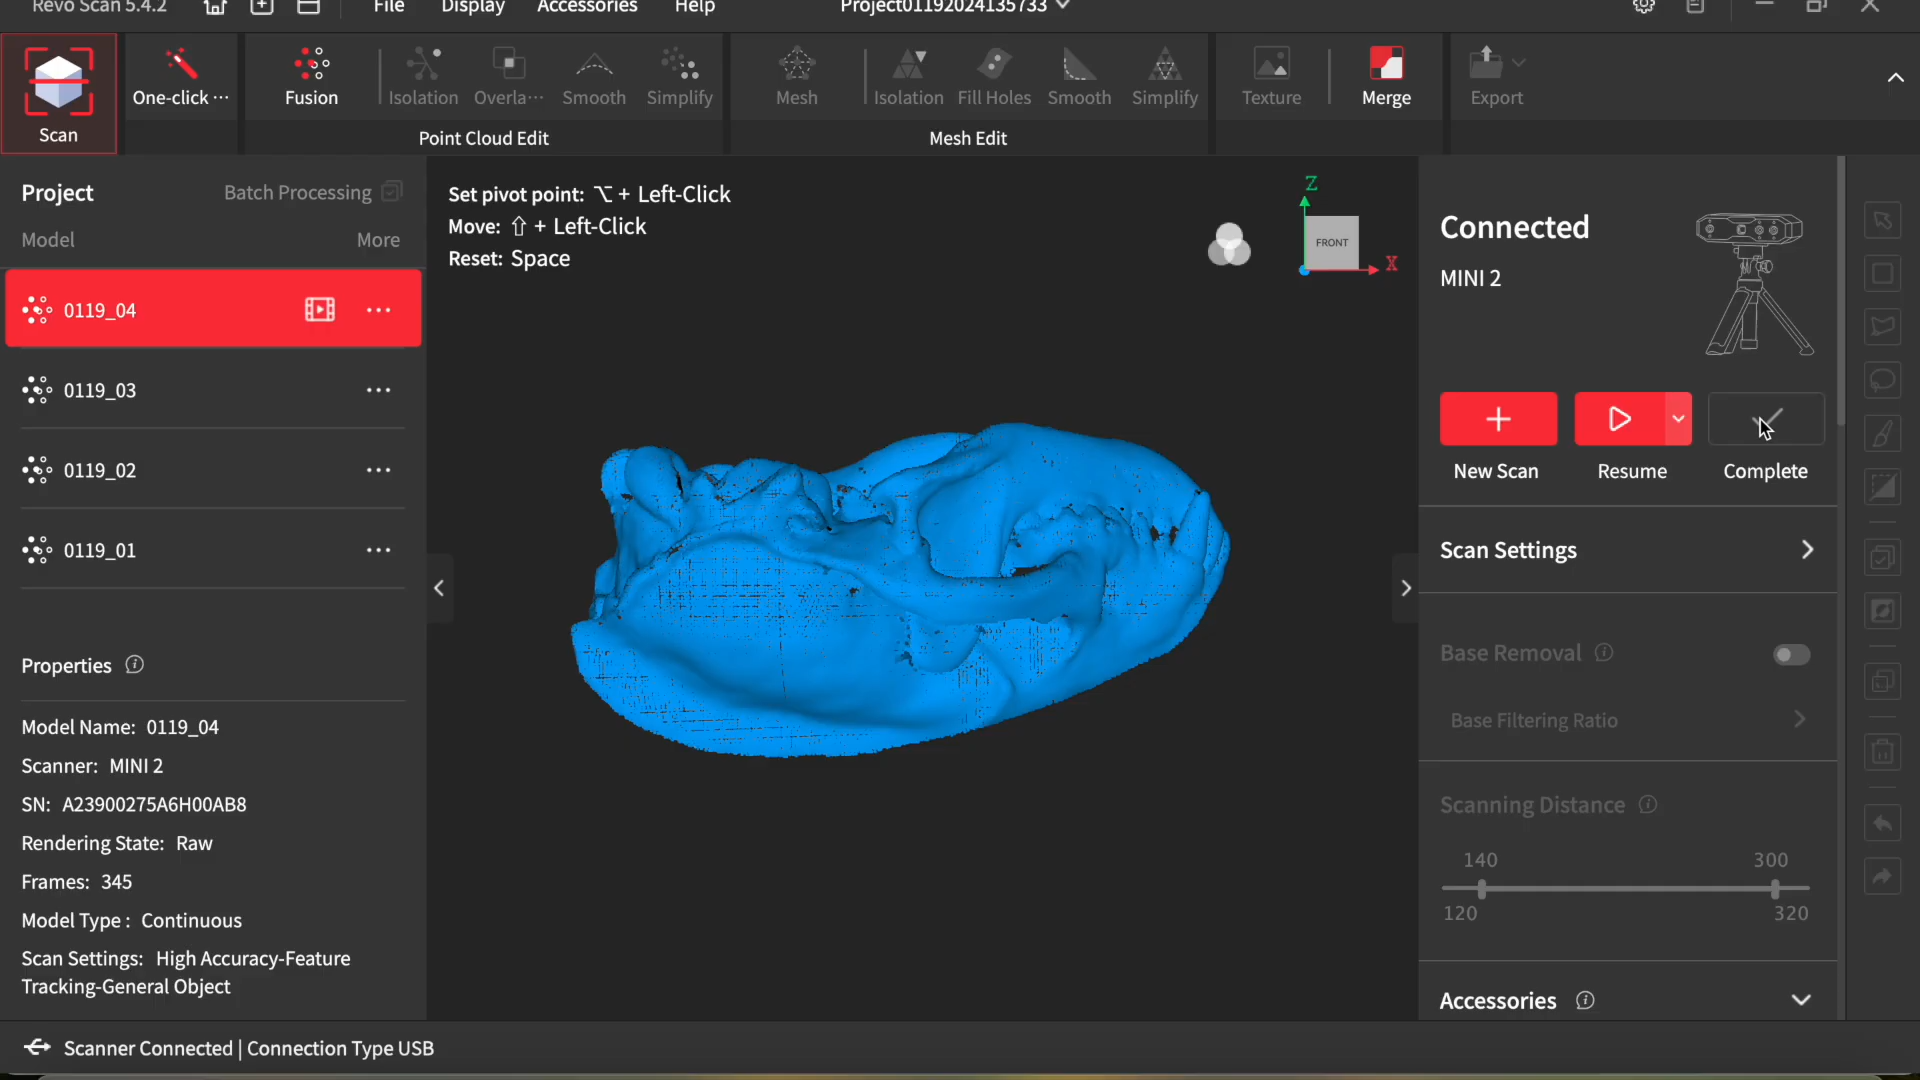 Revo Scan 5.4.2
File Display Accessories Help
Project01192024135733
Scan
One-click ···
Fusion
Isolation
Overla···
Smooth
Simplify
Point Cloud Edit
Mesh
Isolation
Fill Holes
Smooth
Simplify
Mesh Edit
Texture
Merge
Export
Project
Batch Processing
Model
More
0119_04
0119_03
0119_02
0119_01
Properties
Model Name: 0119_04
Scanner: MINI 2
SN: A23900275A6H00AB8
Rendering State: Raw
Frames: 345
Model Type : Continuous
Scan Settings: High Accuracy-Feature
Tracking-General Object
Set pivot point: ⌥ + Left-Click
Move: ⇧ + Left-Click
Reset: Space
Z
FRONT
X
Connected
MINI 2
New Scan
Resume
Complete
Scan Settings
Base Removal
Base Filtering Ratio
Scanning Distance
140 300
120 320
Accessories
Scanner Connected | Connection Type USB